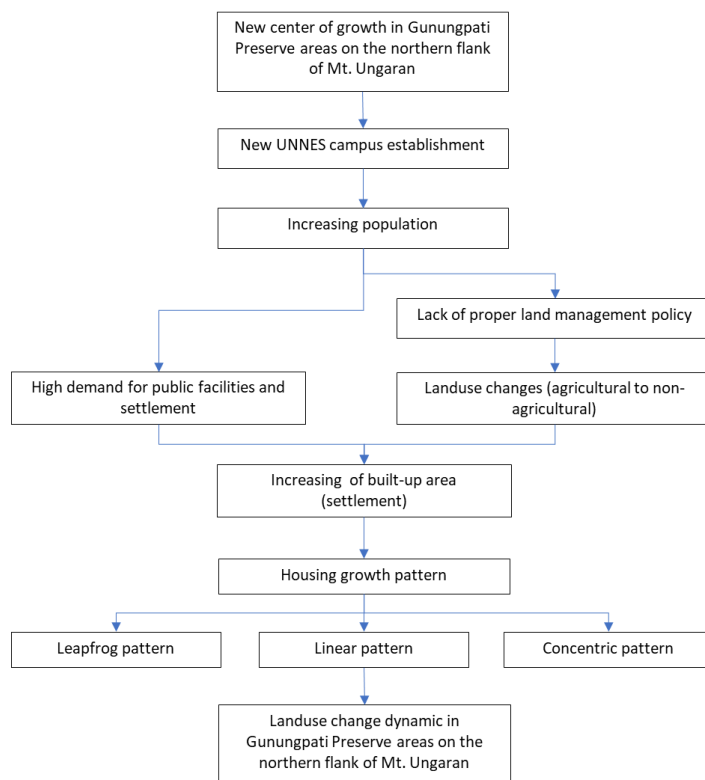 New center of growth in Gunungpati
Preserve areas on the northern flank
of Mt. Ungaran
New UNNES campus establishment
Increasing population
Lack of proper land management policy
High demand for public facilities and
settlement
Landuse changes (agricultural to non-
agricultural)
Increasing of built-up area
(settlement)
Housing growth pattern
Leapfrog pattern
Linear pattern
Concentric pattern
Landuse change dynamic in
Gunungpati Preserve areas on the
northern flank of Mt. Ungaran